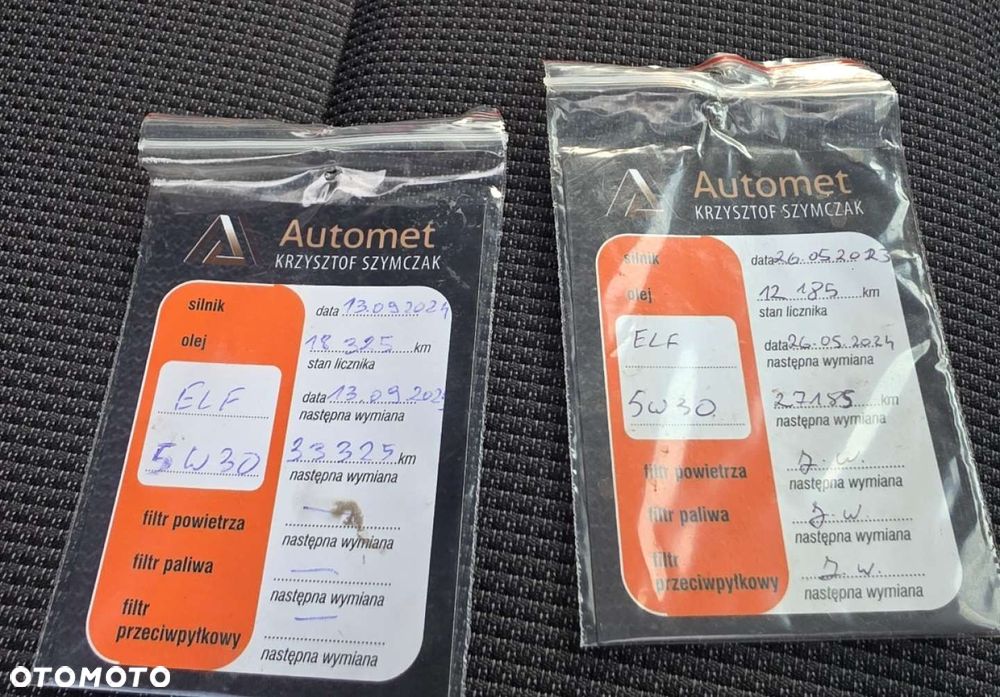 Automet
KRZYSZTOF SZYMCZAK
silnik
data 13.09.2024
olej
18 325 km
stan licznika
ELF
data 13.09.2025
następna wymiana
5W30
33 325 km
następna wymiana
filtr powietrza
następna wymiana
filtr paliwa
następna wymiana
filtr
przeciwpyłkowy
następna wymiana
Automet
KRZYSZTOF SZYMCZAK
silnik
data 26.05.2023
olej
12 185 km
stan licznika
ELF
data 26.05.2024
następna wymiana
5W30
27185 km
następna wymiana
filtr powietrza
J.w.
następna wymiana
filtr paliwa
J.w.
następna wymiana
filtr
przeciwpyłkowy
J.w.
następna wymiana
OTOMOTO